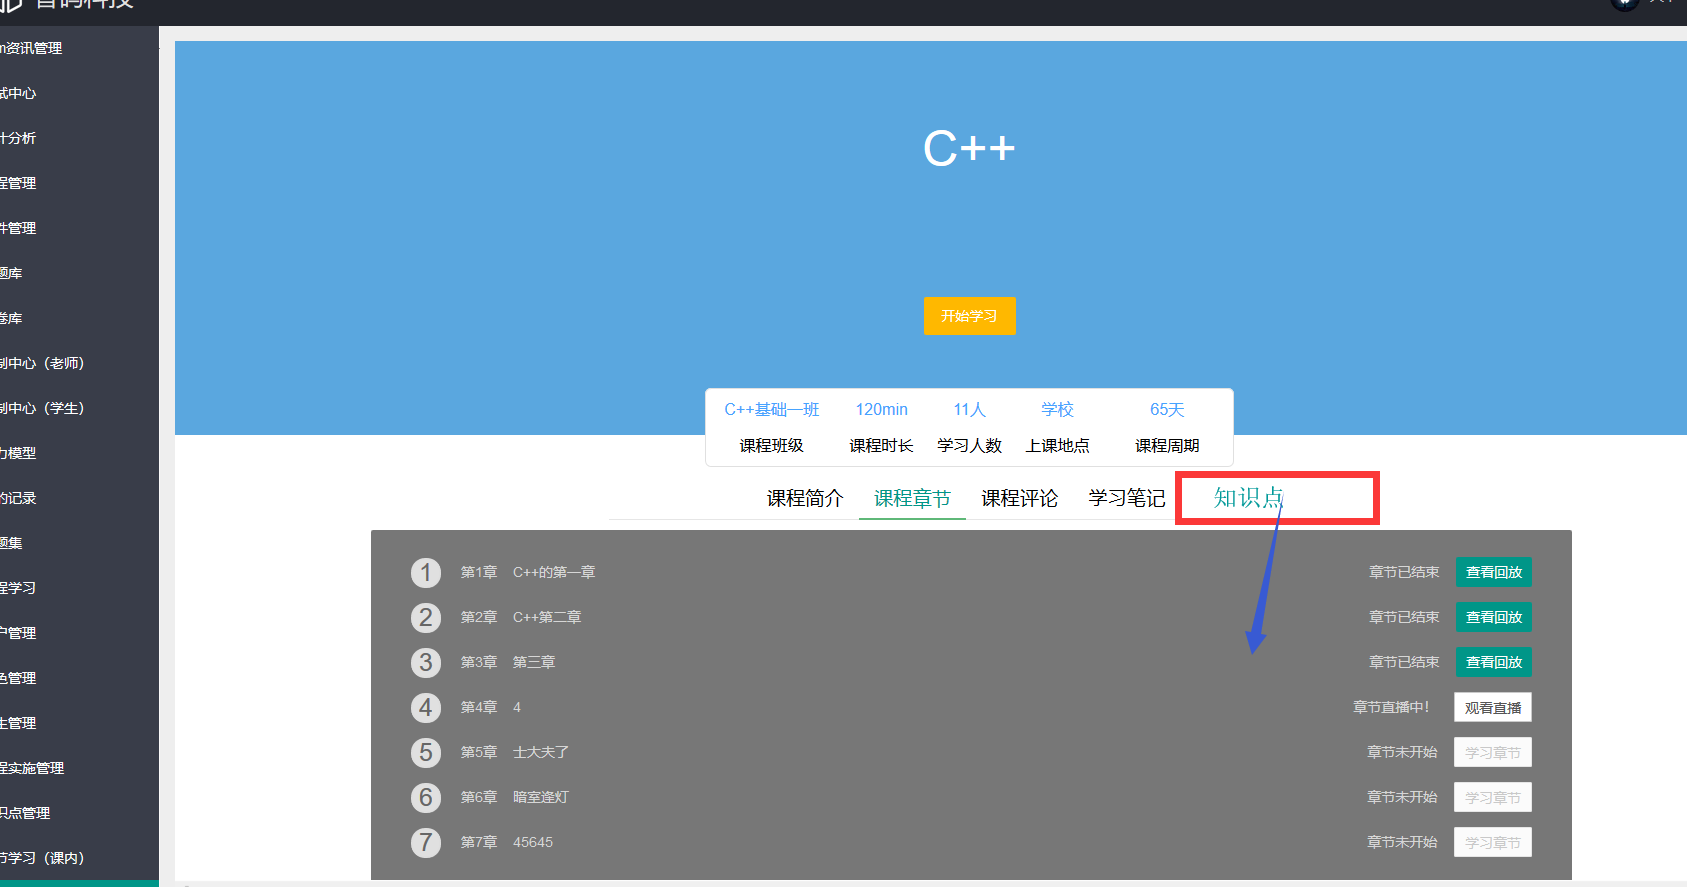 m资讯管理
试中心
计分析
程管理
件管理
题库
卷库
制中心（老师）
制中心（学生）
力模型
的记录
题集
程学习
户管理
色管理
生管理
程实施管理
识点管理
节学习（课内）
C++
开始学习
C++基础一班 120min 11人 学校 65天
课程班级 课程时长 学习人数 上课地点 课程周期
课程简介 课程章节 课程评论 学习笔记 知识点
1 第1章 C++的第一章 章节已结束 查看回放
2 第2章 C++第二章 章节已结束 查看回放
3 第3章 第三章 章节已结束 查看回放
4 第4章 4 章节直播中！ 观看直播
5 第5章 士大夫了 章节未开始 学习章节
6 第6章 暗室逢灯 章节未开始 学习章节
7 第7章 45645 章节未开始 学习章节